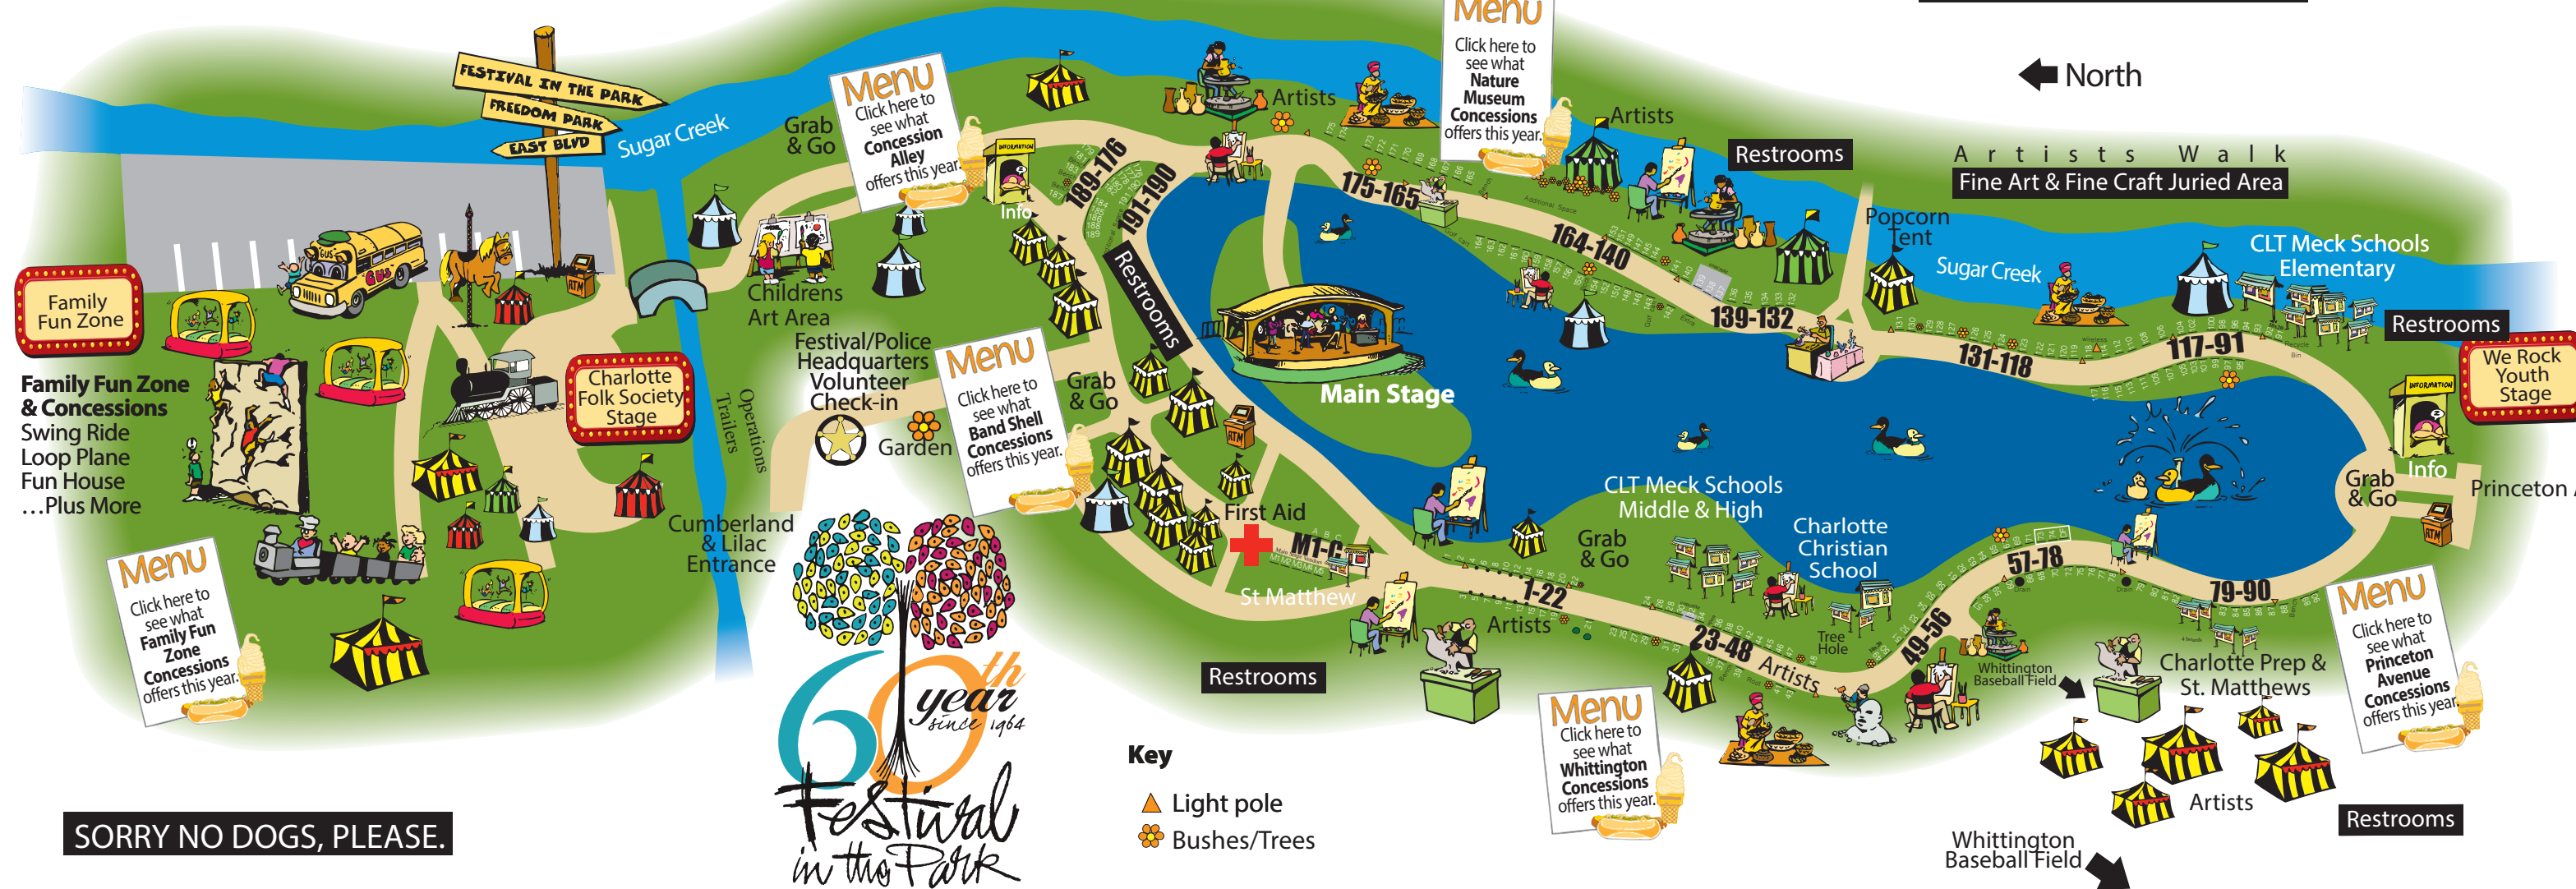 FESTIVAL IN THE PARK
FREEDOM PARK
EAST BLVD
Sugar Creek
Grab
& Go
Menu
Click here to
see what
Concession
Alley
offers this year.
INFORMATION
Info
189-176
191-190
Restrooms
Artists
Menu
Click here to
see what
Nature
Museum
Concessions
offers this year.
Artists
Restrooms
North
Artists Walk
Fine Art & Fine Craft Juried Area
175-165
164-140
139-132
Popcorn
Tent
Sugar Creek
CLT Meck Schools
Elementary
Restrooms
131-118
117-91
We Rock
Youth
Stage
INFORMATION
Info
Grab
& Go
Princeton
ATM
Family
Fun Zone
GUS
GUS
ATM
Childrens
Art Area
Charlotte
Folk Society
Stage
Family Fun Zone
& Concessions
Swing Ride
Loop Plane
Fun House
…Plus More
Operations
Trailers
Festival/Police
Headquarters
Volunteer
Check-in
Garden
Menu
Click here to
see what
Band Shell
Concessions
offers this year.
Grab
& Go
ATM
Main Stage
Cumberland
& Lilac
Entrance
First Aid
M1-C
St Matthew
Restrooms
CLT Meck Schools
Middle & High
Grab
& Go
Charlotte
Christian
School
1-22
Artists
23-48
Artists
Tree
Hole
49-56
57-78
79-90
Whittington
Baseball Field
Charlotte Prep &
St. Matthews
Artists
Restrooms
Whittington
Baseball Field
Menu
Click here to
see what
Princeton
Avenue
Concessions
offers this year.
Menu
Click here to
see what
Whittington
Concessions
offers this year.
Menu
Click here to
see what
Family Fun
Zone
Concessions
offers this year.
60th
year
since 1964
Festival
in the Park
Key
Light pole
Bushes/Trees
SORRY NO DOGS, PLEASE.